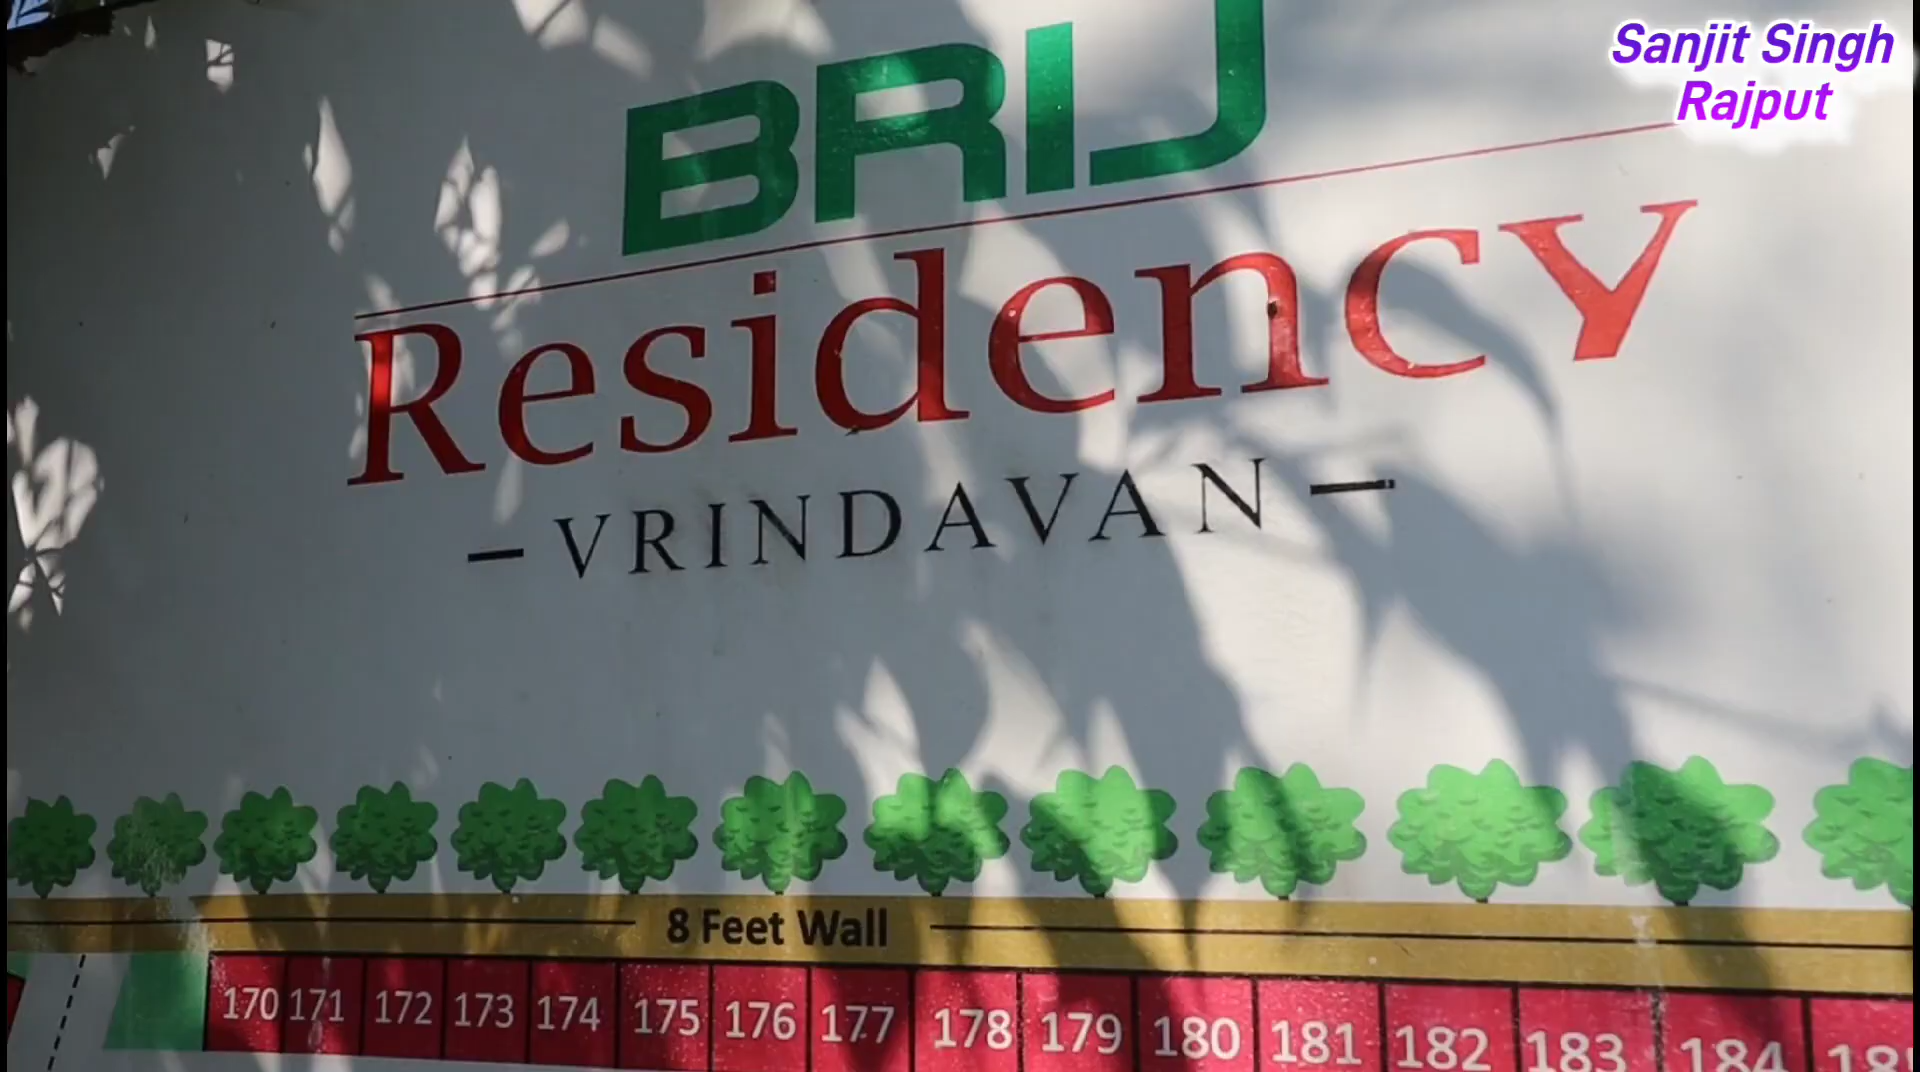 Sanjit Singh
Rajput
BRIJ
Residency
– VRINDAVAN –
8 Feet Wall
170 171 172 173 174 175 176 177 178 179 180 181 182 183 184